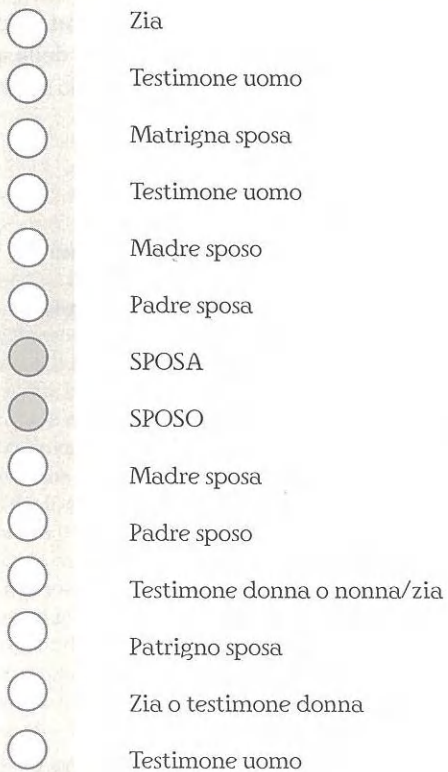 Zia
Testimone uomo
Matrigna sposa
Testimone uomo
Madre sposo
Padre sposa
SPOSA
SPOSO
Madre sposa
Padre sposo
Testimone donna o nonna/zia
Patrigno sposa
Zia o testimone donna
Testimone uomo